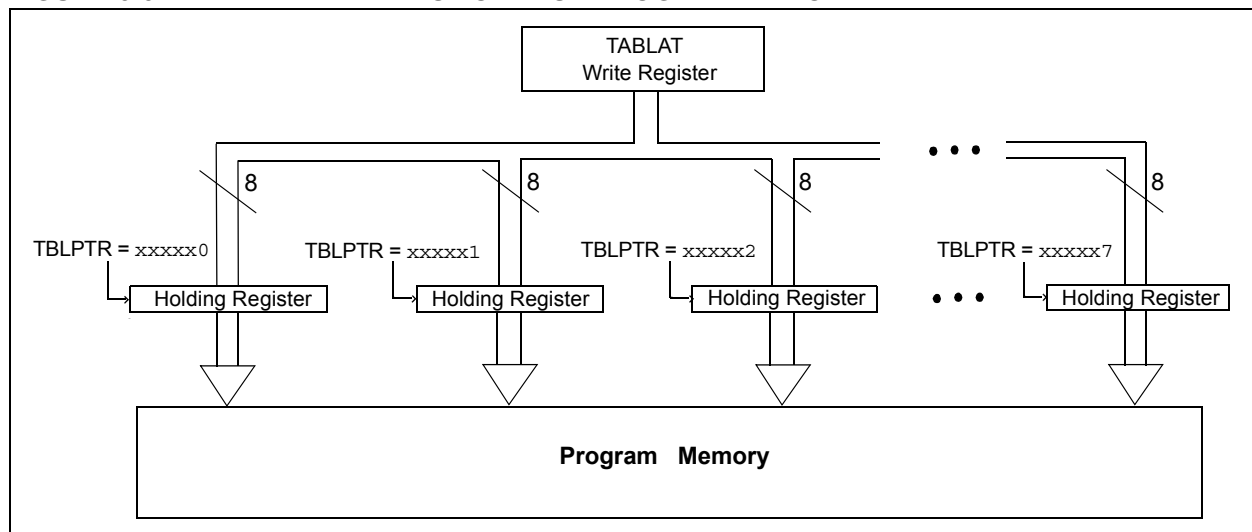 TABLAT
Write Register
8 8 8 8
TBLPTR = xxxxx0 TBLPTR = xxxxx1 TBLPTR = xxxxx2 TBLPTR = xxxxx7
Holding Register Holding Register Holding Register Holding Register
Program Memory